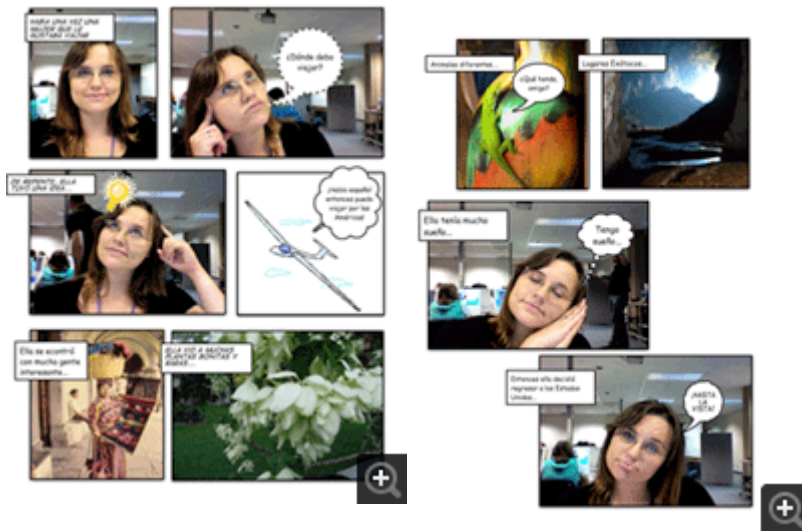 HABÍA UNA VEZ UNA
MUJER QUE LE
GUSTABA VIAJAR
¿Dónde debo
viajar?
DE REPENTE, ELLA
TUVO UNA IDEA...
¡Hablo español
entonces puedo
viajar por las
Américas!
Ella se econtró
con mucha gente
interesante...
ELLA VIO A MUCHAS
PLANTAS BONITAS Y
RARAS...
Animales diferentes...
¿Qué tonda,
amigo?
Lugares Exóticos...
Ella tenía mucho
sueño...
Tengo
sueño...
Entonces ella decidió
regresar a los Estados
Unidos...
¡HASTA
LA
VISTA!